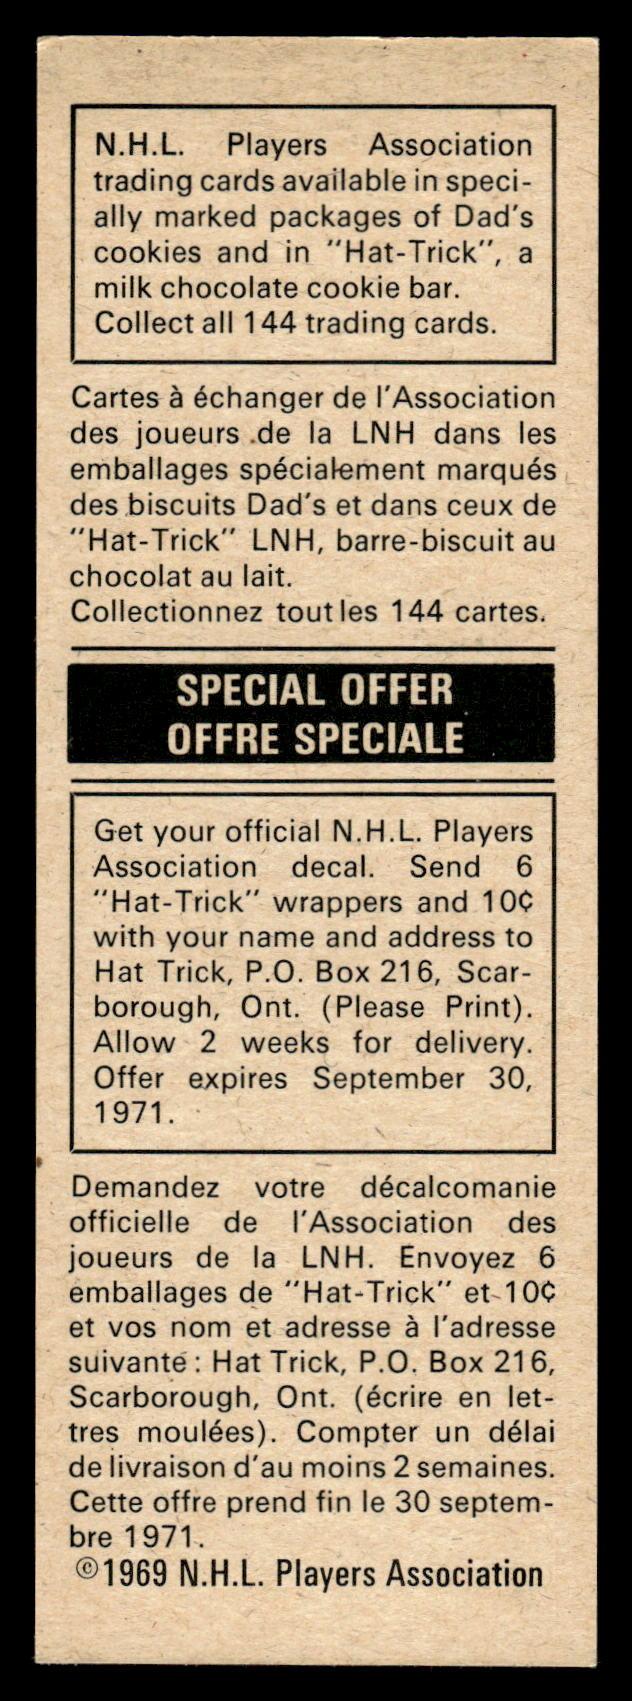 N.H.L. Players Association
trading cards available in speci-
ally marked packages of Dad's
cookies and in "Hat-Trick", a
milk chocolate cookie bar.
Collect all 144 trading cards.
Cartes à échanger de l'Association
des joueurs de la LNH dans les
emballages spécialement marqués
des biscuits Dad's et dans ceux de
"Hat-Trick" LNH, barre-biscuit au
chocolat au lait.
Collectionnez tout les 144 cartes.
SPECIAL OFFER
OFFRE SPECIALE
Get your official N.H.L. Players
Association decal. Send 6
"Hat-Trick" wrappers and 10¢
with your name and address to
Hat Trick, P.O. Box 216, Scar-
borough, Ont. (Please Print).
Allow 2 weeks for delivery.
Offer expires September 30,
1971.
Demandez votre décalcomanie
officielle de l'Association des
joueurs de la LNH. Envoyez 6
emballages de "Hat-Trick" et 10¢
et vos nom et adresse à l'adresse
suivante : Hat Trick, P.O. Box 216,
Scarborough, Ont. (écrire en let-
tres moulées). Compter un délai
de livraison d'au moins 2 semaines.
Cette offre prend fin le 30 septem-
bre 1971.
©1969 N.H.L. Players Association